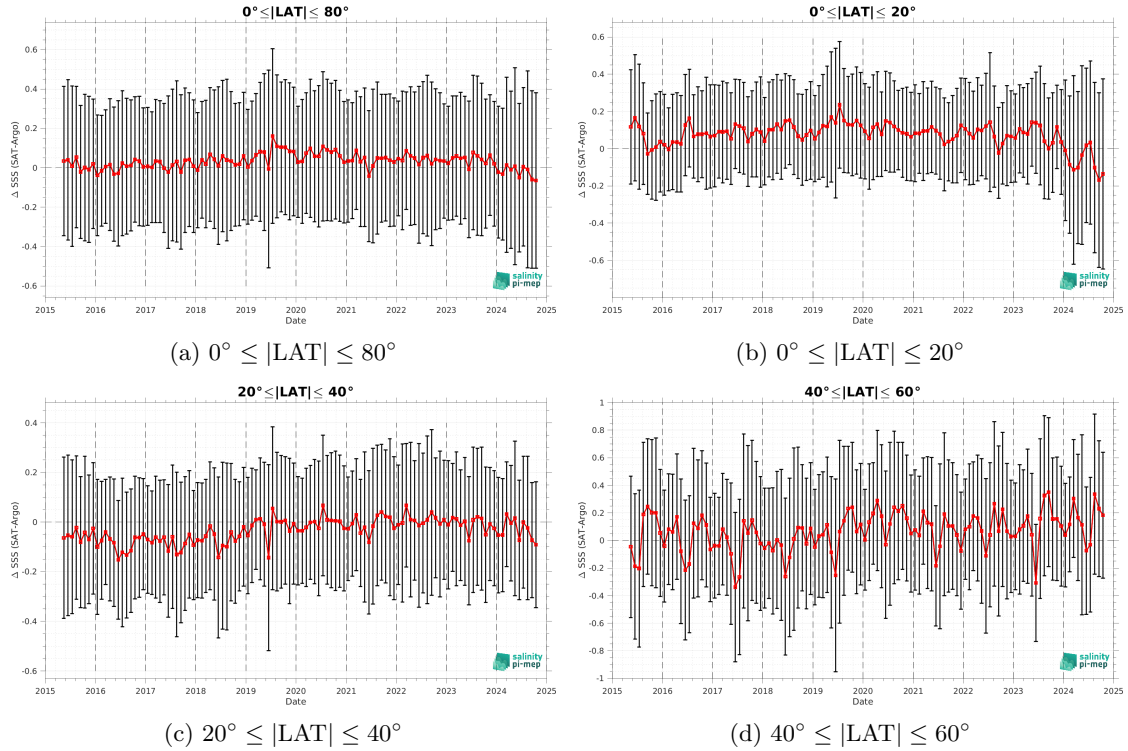 0°≤|LAT|≤ 80°
0.6
0.4
0.2
0
-0.2
-0.4
-0.6
Δ SSS (SAT-Argo)
2015 2016 2017 2018 2019 2020 2021 2022 2023 2024 2025
Date
salinity
pi-mep
(a) 0° ≤ |LAT| ≤ 80°
0°≤|LAT|≤ 20°
0.6
0.4
0.2
0
-0.2
-0.4
-0.6
Δ SSS (SAT-Argo)
2015 2016 2017 2018 2019 2020 2021 2022 2023 2024 2025
Date
salinity
pi-mep
(b) 0° ≤ |LAT| ≤ 20°
20°≤|LAT|≤ 40°
0.4
0.2
0
-0.2
-0.4
-0.6
Δ SSS (SAT-Argo)
2015 2016 2017 2018 2019 2020 2021 2022 2023 2024 2025
Date
salinity
pi-mep
(c) 20° ≤ |LAT| ≤ 40°
40°≤|LAT|≤ 60°
1
0.8
0.6
0.4
0.2
0
-0.2
-0.4
-0.6
-0.8
-1
Δ SSS (SAT-Argo)
2015 2016 2017 2018 2019 2020 2021 2022 2023 2024 2025
Date
salinity
pi-mep
(d) 40° ≤ |LAT| ≤ 60°